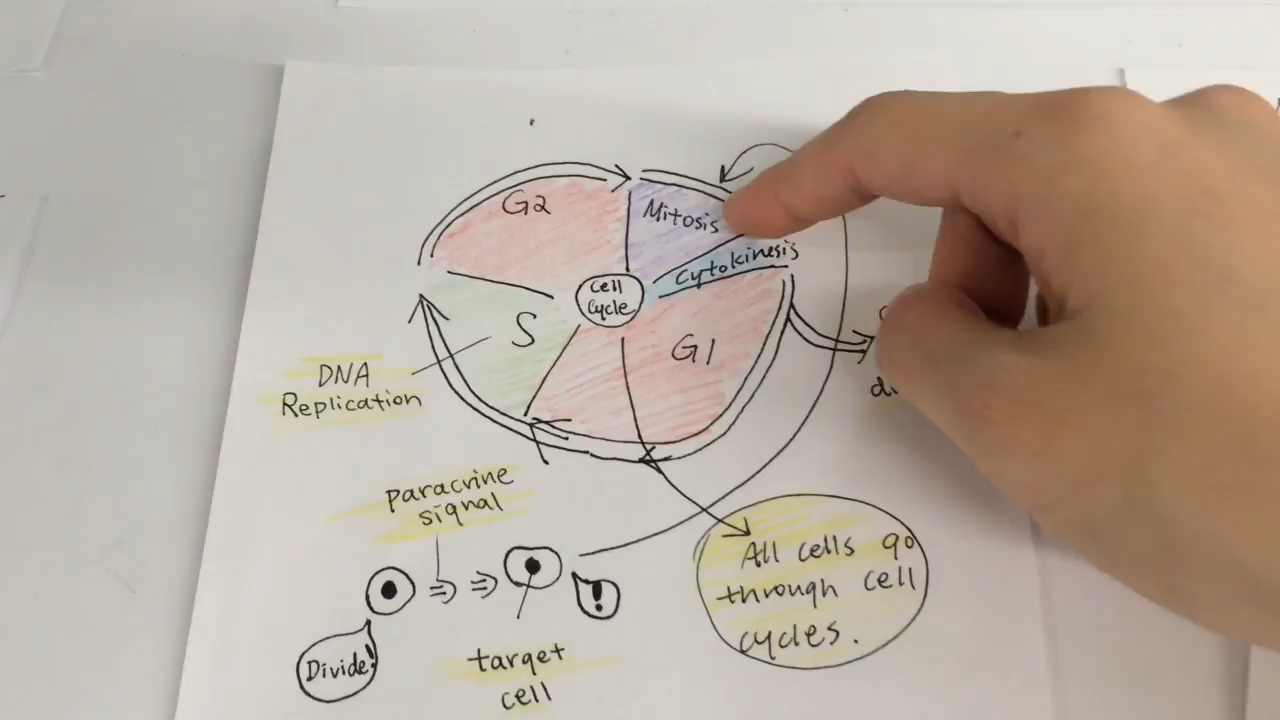 G2
Mitosis
Cytokinesis
Cell
Cycle
S
G1
DNA
Replication
Paracrine
signal
All cells go
through cell
cycles.
Divide!
!
target
cell